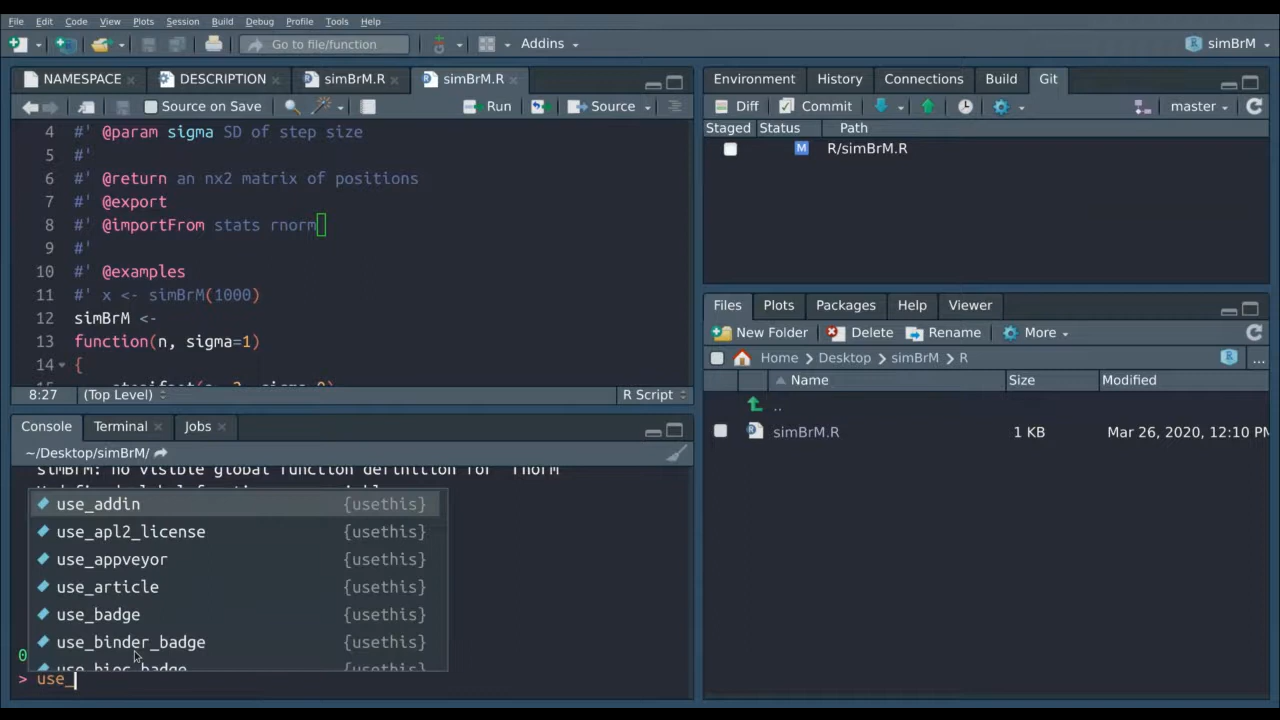 File Edit Code View Plots Session Build Debug Profile Tools Help
Go to file/function Addins simBrM
NAMESPACE DESCRIPTION simBrM.R simBrM.R
Source on Save Run Source
4 #' @param sigma SD of step size
5 #'
6 #' @return an nx2 matrix of positions
7 #' @export
8 #' @importFrom stats rnorm
9 #'
10 #' @examples
11 #' x <- simBrM(1000)
12 simBrM <-
13 function(n, sigma=1)
14 {
8:27 (Top Level) R Script
Console Terminal Jobs
~/Desktop/simBrM/
simBrM: no visible global function definition for
use_addin {usethis}
use_apl2_license {usethis}
use_appveyor {usethis}
use_article {usethis}
use_badge {usethis}
use_binder_badge {usethis}
use_bioc_badge {usethis}
0
> use_
Environment History Connections Build Git
Diff Commit master
Staged Status Path
M R/simBrM.R
Files Plots Packages Help Viewer
New Folder Delete Rename More
Home Desktop simBrM R ...
Name Size Modified
..
simBrM.R 1 KB Mar 26, 2020, 12:10 PM